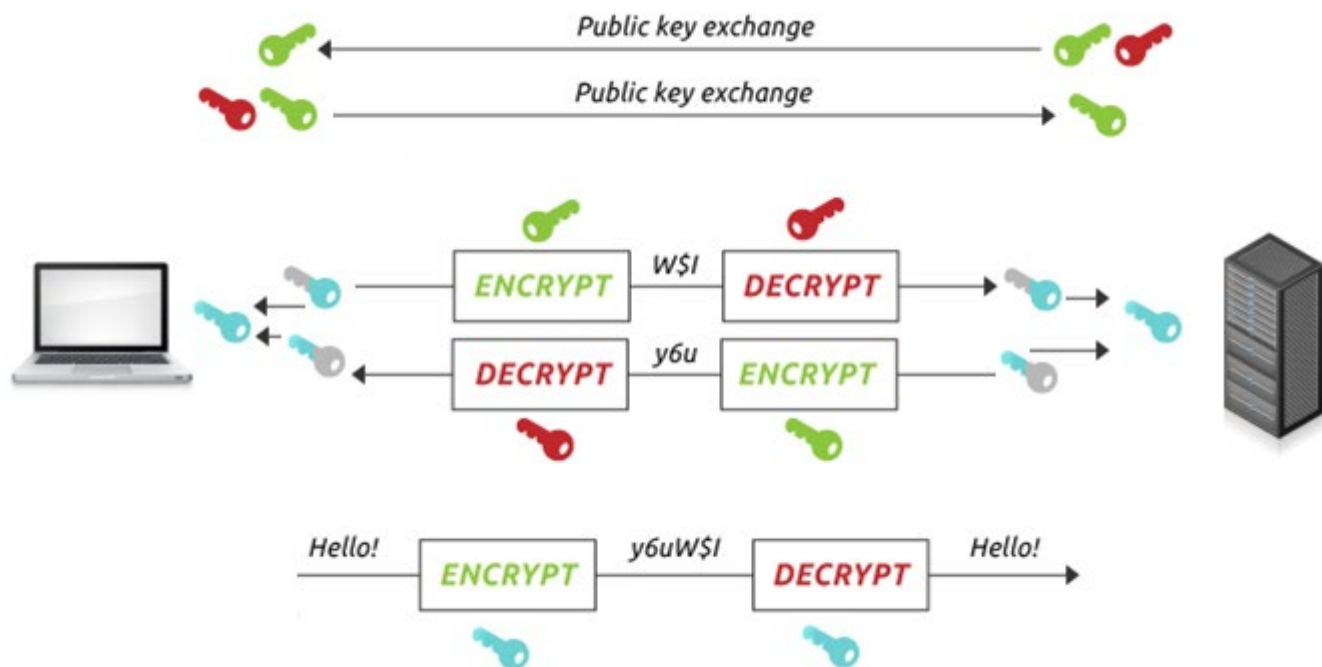 Public key exchange
Public key exchange
ENCRYPT W$I DECRYPT
DECRYPT y6u ENCRYPT
Hello! ENCRYPT y6uW$I DECRYPT Hello!